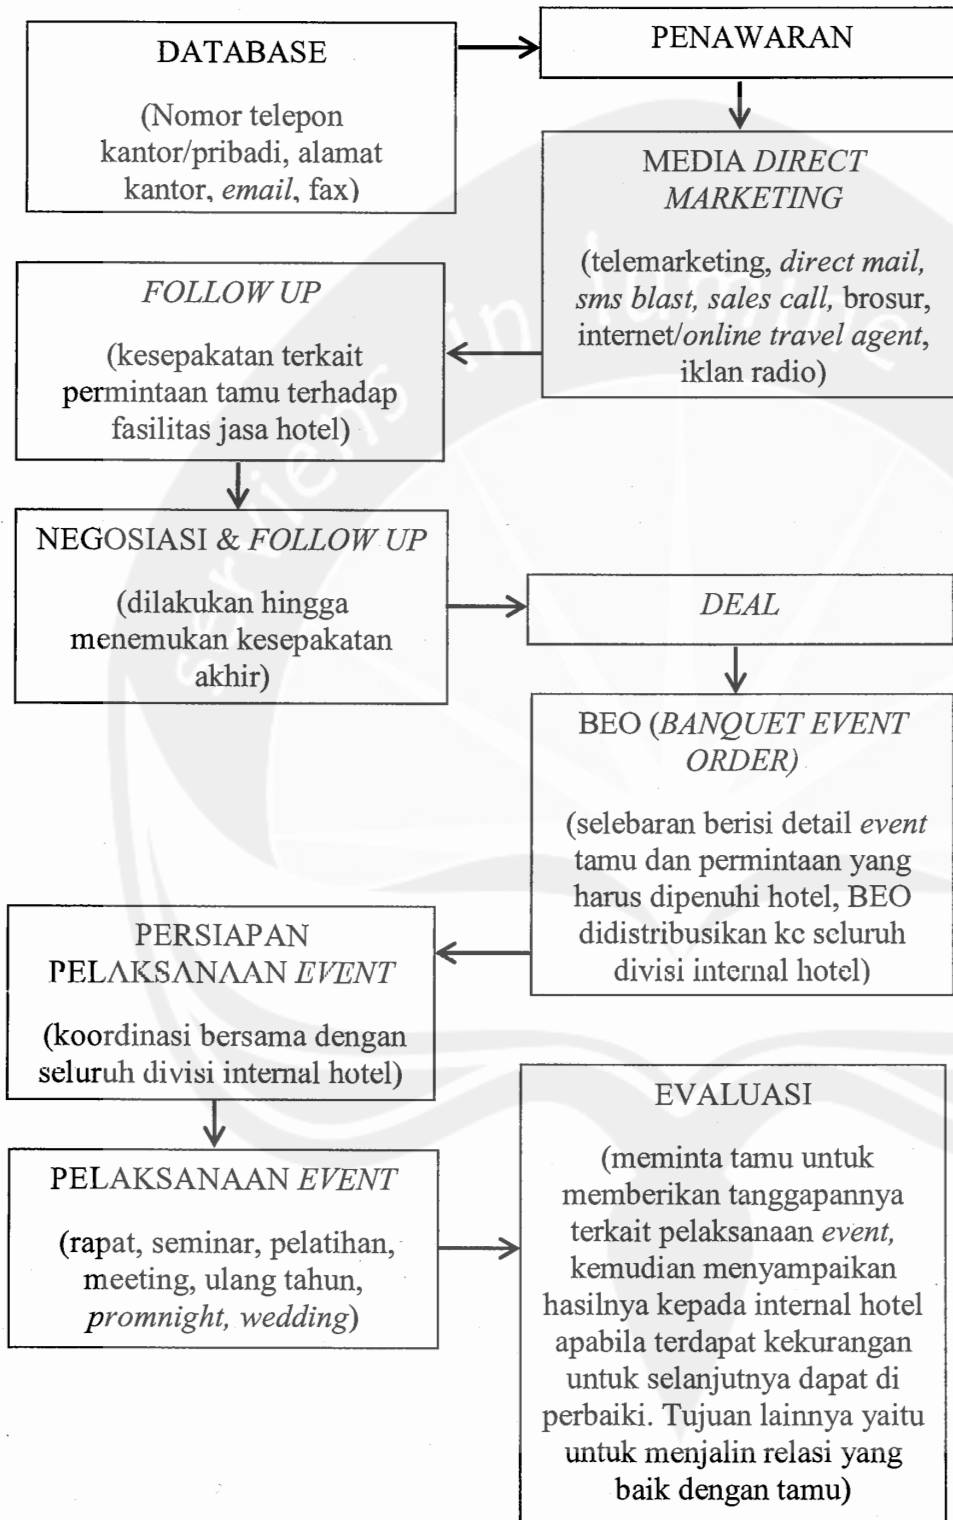 DATABASE
(Nomor telepon
kantor/pribadi, alamat
kantor, email, fax)
PENAWARAN
MEDIA DIRECT
MARKETING
(telemarketing, direct mail,
sms blast, sales call, brosur,
internet/online travel agent,
iklan radio)
FOLLOW UP
(kesepakatan terkait
permintaan tamu terhadap
fasilitas jasa hotel)
NEGOSIASI & FOLLOW UP
(dilakukan hingga
menemukan kesepakatan
akhir)
DEAL
BEO (BANQUET EVENT
ORDER)
(selebaran berisi detail event
tamu dan permintaan yang
harus dipenuhi hotel, BEO
didistribusikan ke seluruh
divisi internal hotel)
PERSIAPAN
PELAKSANAAN EVENT
(koordinasi bersama dengan
seluruh divisi internal hotel)
PELAKSANAAN EVENT
(rapat, seminar, pelatihan,
meeting, ulang tahun,
promnight, wedding)
EVALUASI
(meminta tamu untuk
memberikan tanggapannya
terkait pelaksanaan event,
kemudian menyampaikan
hasilnya kepada internal hotel
apabila terdapat kekurangan
untuk selanjutnya dapat di
perbaiki. Tujuan lainnya yaitu
untuk menjalin relasi yang
baik dengan tamu)
serviens in lumine